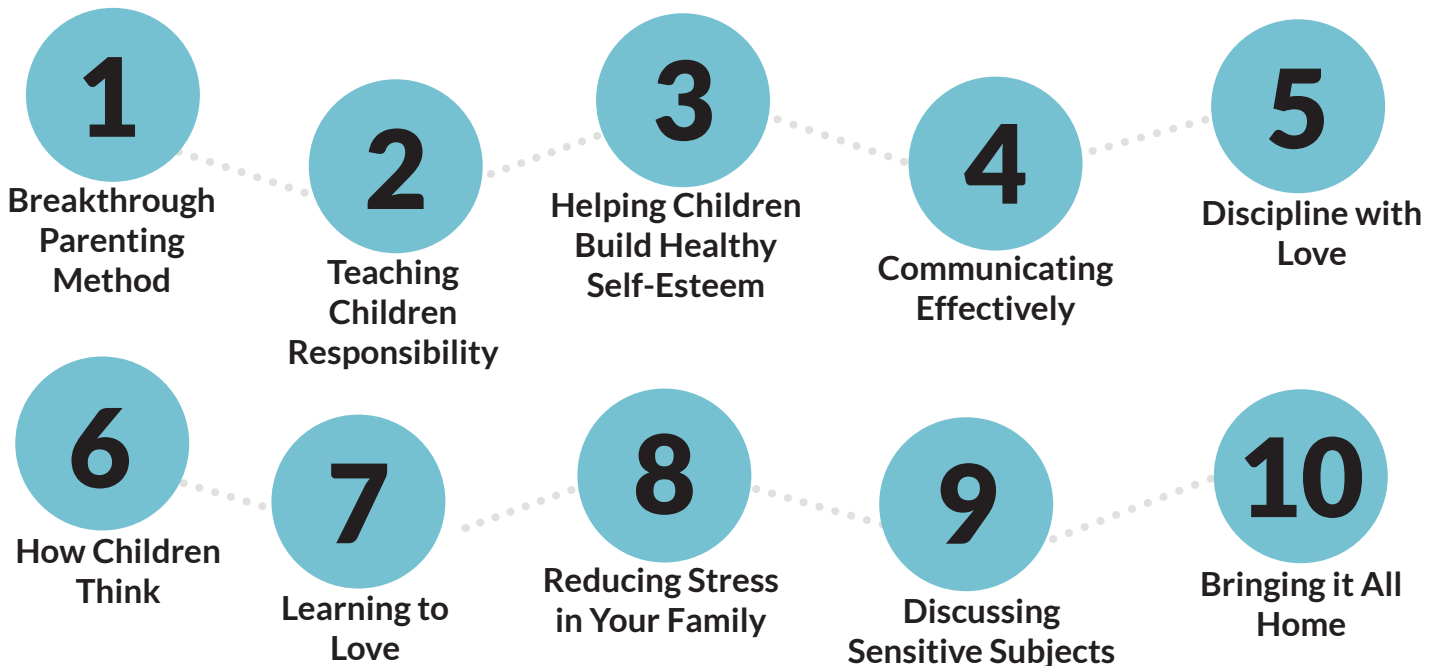 1
Breakthrough
Parenting
Method
2
Teaching
Children
Responsibility
3
Helping Children
Build Healthy
Self-Esteem
4
Communicating
Effectively
5
Discipline with
Love
6
How Children
Think
7
Learning to
Love
8
Reducing Stress
in Your Family
9
Discussing
Sensitive Subjects
10
Bringing it All
Home